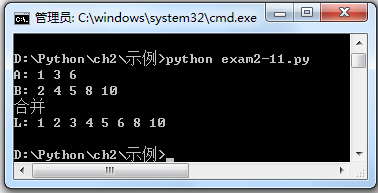 管理员: C:\windows\system32\cmd.exe
D:\Python\ch2\示例>python exam2-11.py
A: 1 3 6
B: 2 4 5 8 10
合并
L: 1 2 3 4 5 6 8 10
D:\Python\ch2\示例>